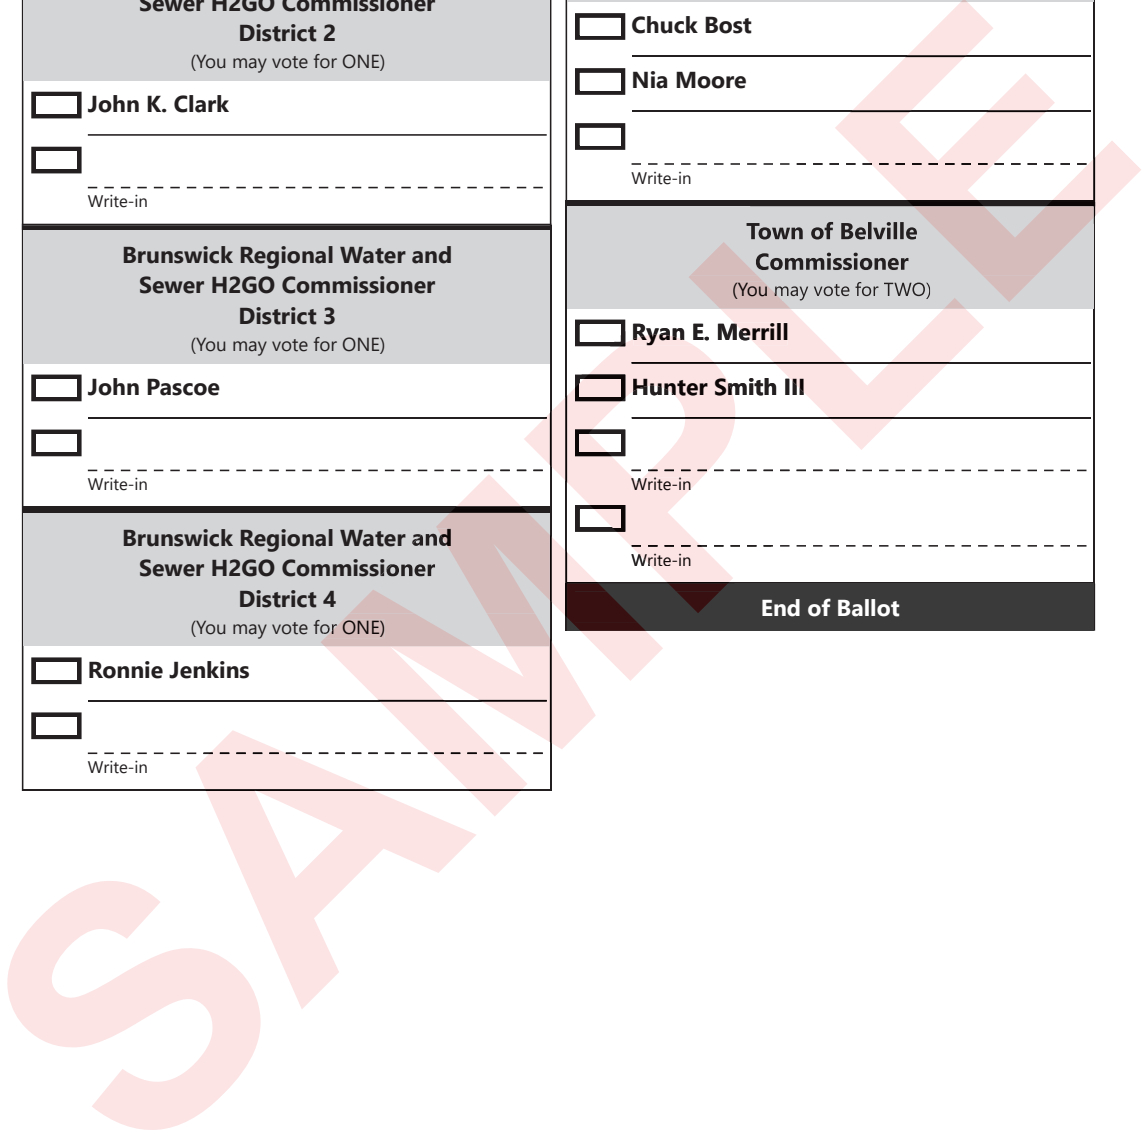 Sewer H2GO Commissioner
District 2
(You may vote for ONE)
John K. Clark
Write-in
Brunswick Regional Water and
Sewer H2GO Commissioner
District 3
(You may vote for ONE)
John Pascoe
Write-in
Brunswick Regional Water and
Sewer H2GO Commissioner
District 4
(You may vote for ONE)
Ronnie Jenkins
Write-in
Chuck Bost
Nia Moore
Write-in
Town of Belville
Commissioner
(You may vote for TWO)
Ryan E. Merrill
Hunter Smith III
Write-in
Write-in
End of Ballot
SAMPLE